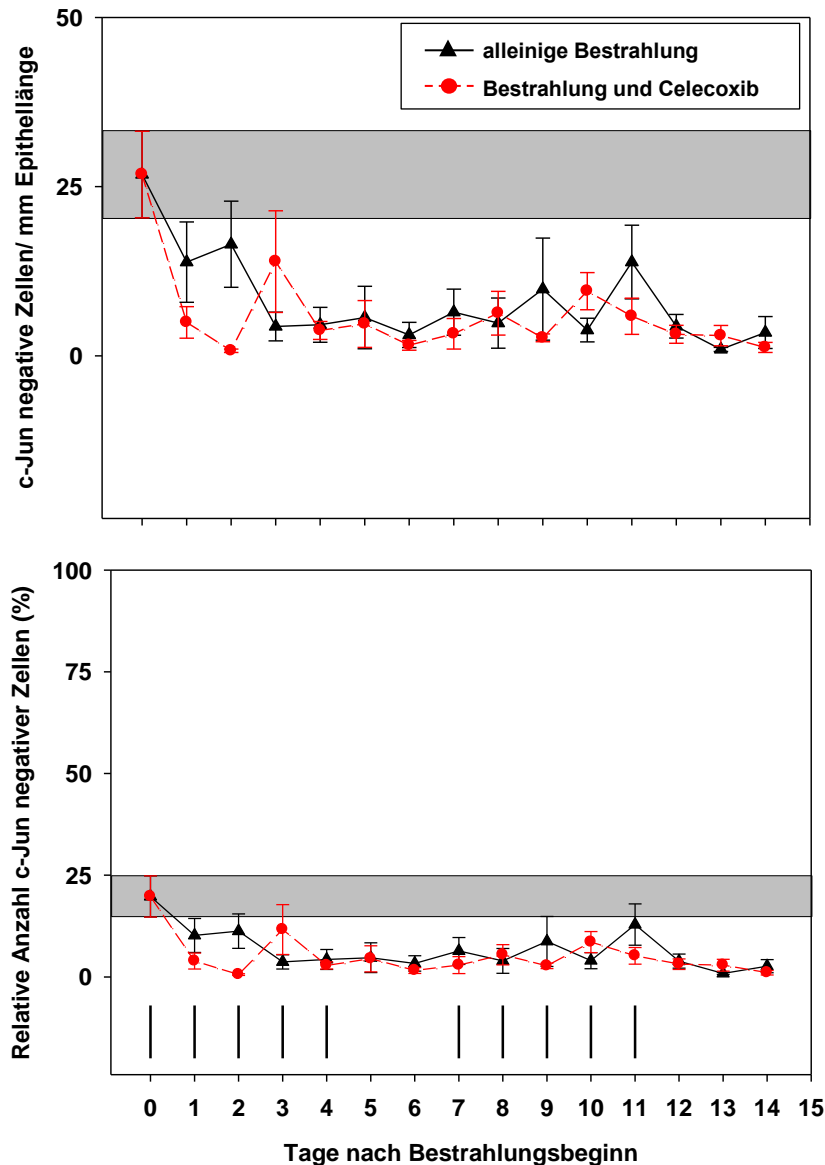 50
alleinige Bestrahlung
Bestrahlung und Celecoxib
25
0
c-Jun negative Zellen/ mm Epithellänge
100
75
50
25
0
Relative Anzahl c-Jun negativer Zellen (%)
0 1 2 3 4 5 6 7 8 9 10 11 12 13 14 15
Tage nach Bestrahlungsbeginn